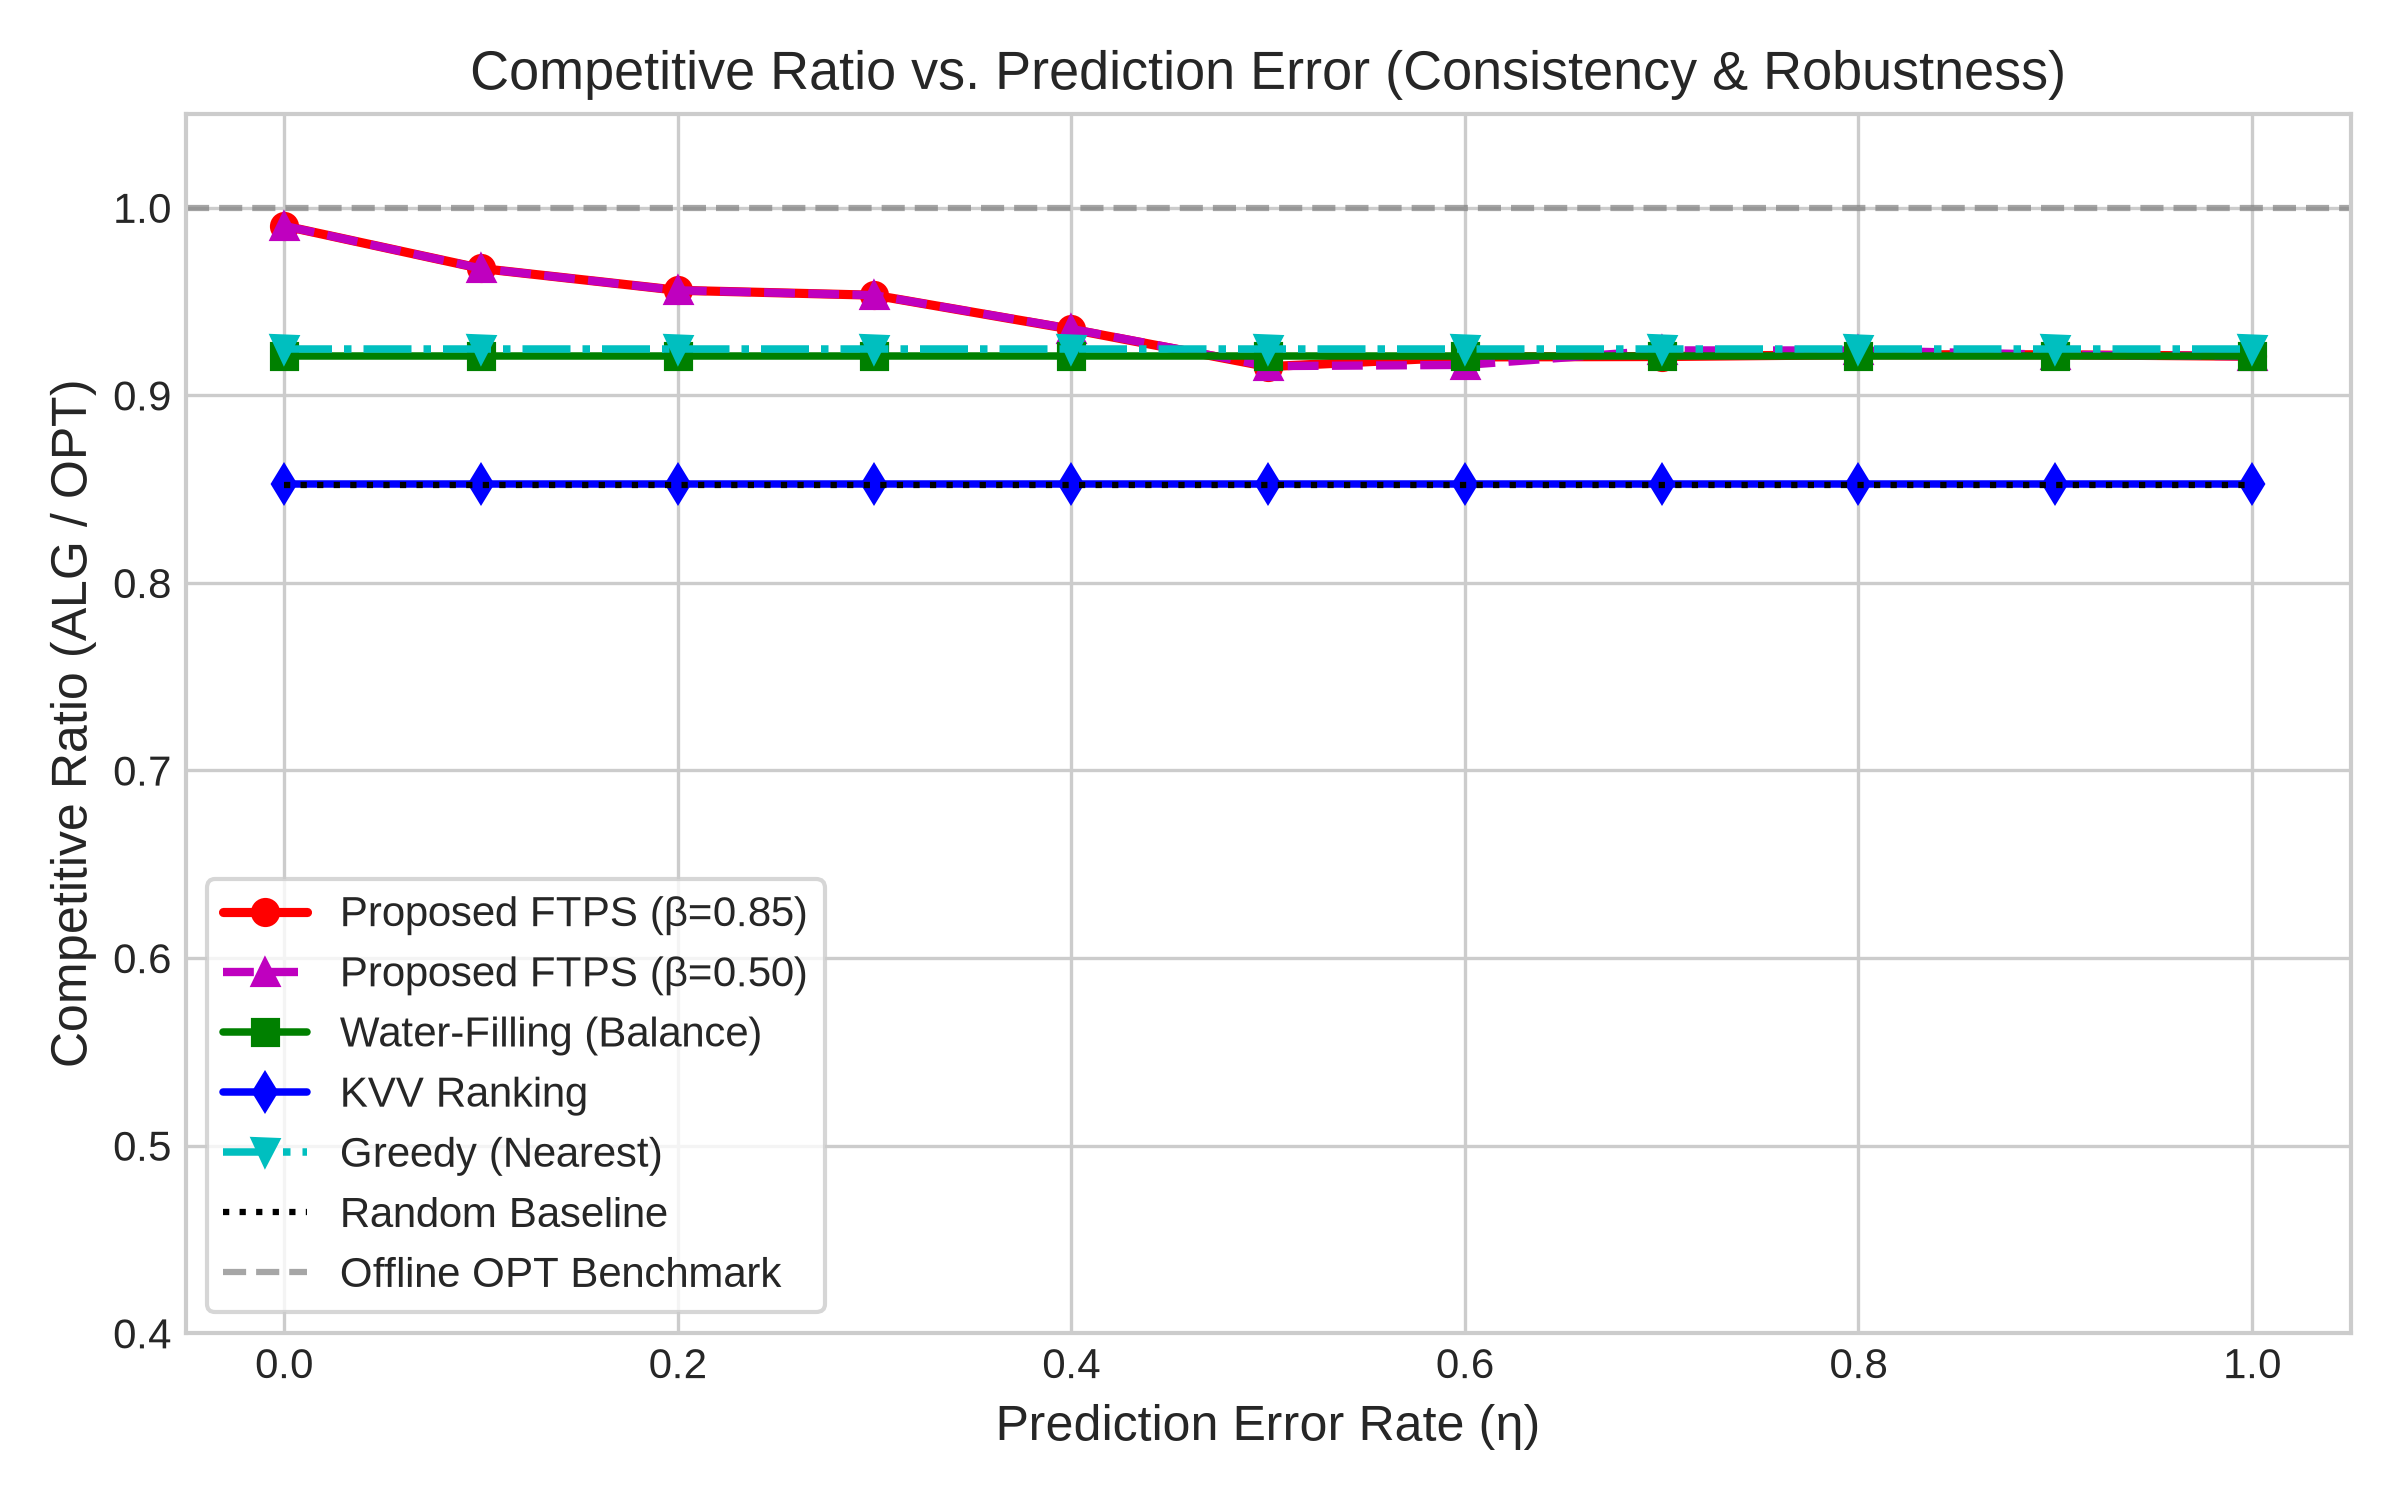 Competitive Ratio vs. Prediction Error (Consistency & Robustness)
Competitive Ratio (ALG / OPT)
1.0
0.9
0.8
0.7
0.6
0.5
0.4
Proposed FTPS (β=0.85)
Proposed FTPS (β=0.50)
Water-Filling (Balance)
KVV Ranking
Greedy (Nearest)
Random Baseline
Offline OPT Benchmark
0.0 0.2 0.4 0.6 0.8 1.0
Prediction Error Rate (η)